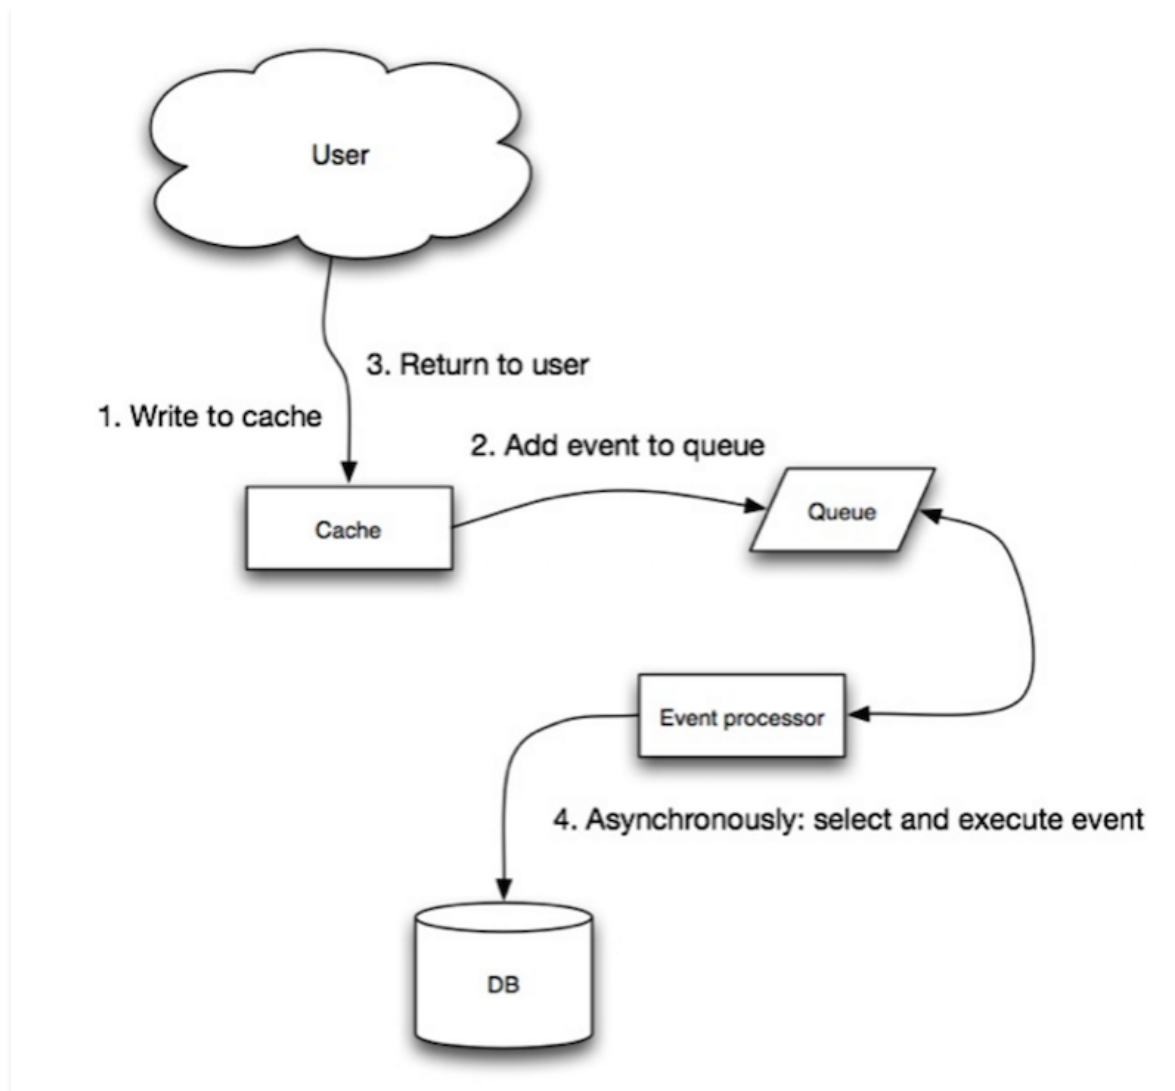 User
3. Return to user
1. Write to cache
2. Add event to queue
Queue
Cache
Event processor
4. Asynchronously: select and execute event
DB